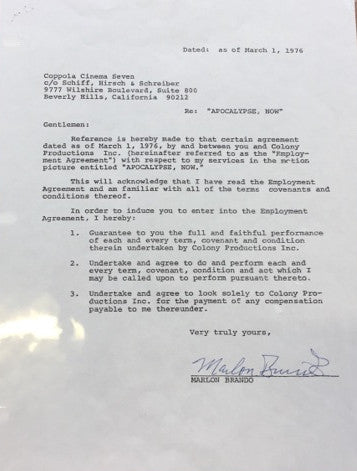 Dated: as of March 1, 1976
Coppola Cinema Seven
c/o Schiff, Hirsch & Schreiber
9777 Wilshire Boulevard, Suite 800
Beverly Hills, California 90212
Re: "APOCALYPSE, NOW"
Gentlemen:
Reference is hereby made to that certain agreement
dated as of March 1, 1976, by and between you and Colony
Productions Inc. (hereinafter referred to as the "Employ-
ment Agreement") with respect to my services in the motion
picture entitled "APOCALYPSE, NOW."
This will acknowledge that I have read the Employment
Agreement and am familiar with all of the terms covenants and
conditions thereof.
In order to induce you to enter into the Employment
Agreement, I hereby:
1. Guarantee to you the full and faithful performance
of each and every term, covenant and condition
therein undertaken by Colony Productions Inc.
2. Undertake and agree to do and perform each and
every term, covenant, condition and act which I
may be called upon to perform pursuant thereto.
3. Undertake and agree to look solely to Colony Pro-
ductions Inc. for the payment of any compensation
payable to me thereunder.
Very truly yours,
Marlon Brando
MARLON BRANDO